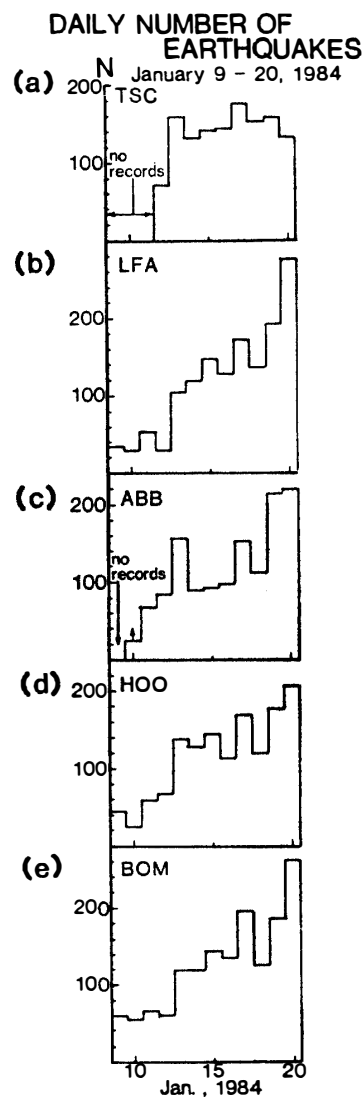 DAILY NUMBER OF
EARTHQUAKES
January 9 - 20, 1984
(a)
N
200
TSC
100
no
records
(b)
LFA
200
100
(c)
ABB
200
no
records
100
(d)
HOO
200
100
(e)
BOM
200
100
10 15 20
Jan., 1984